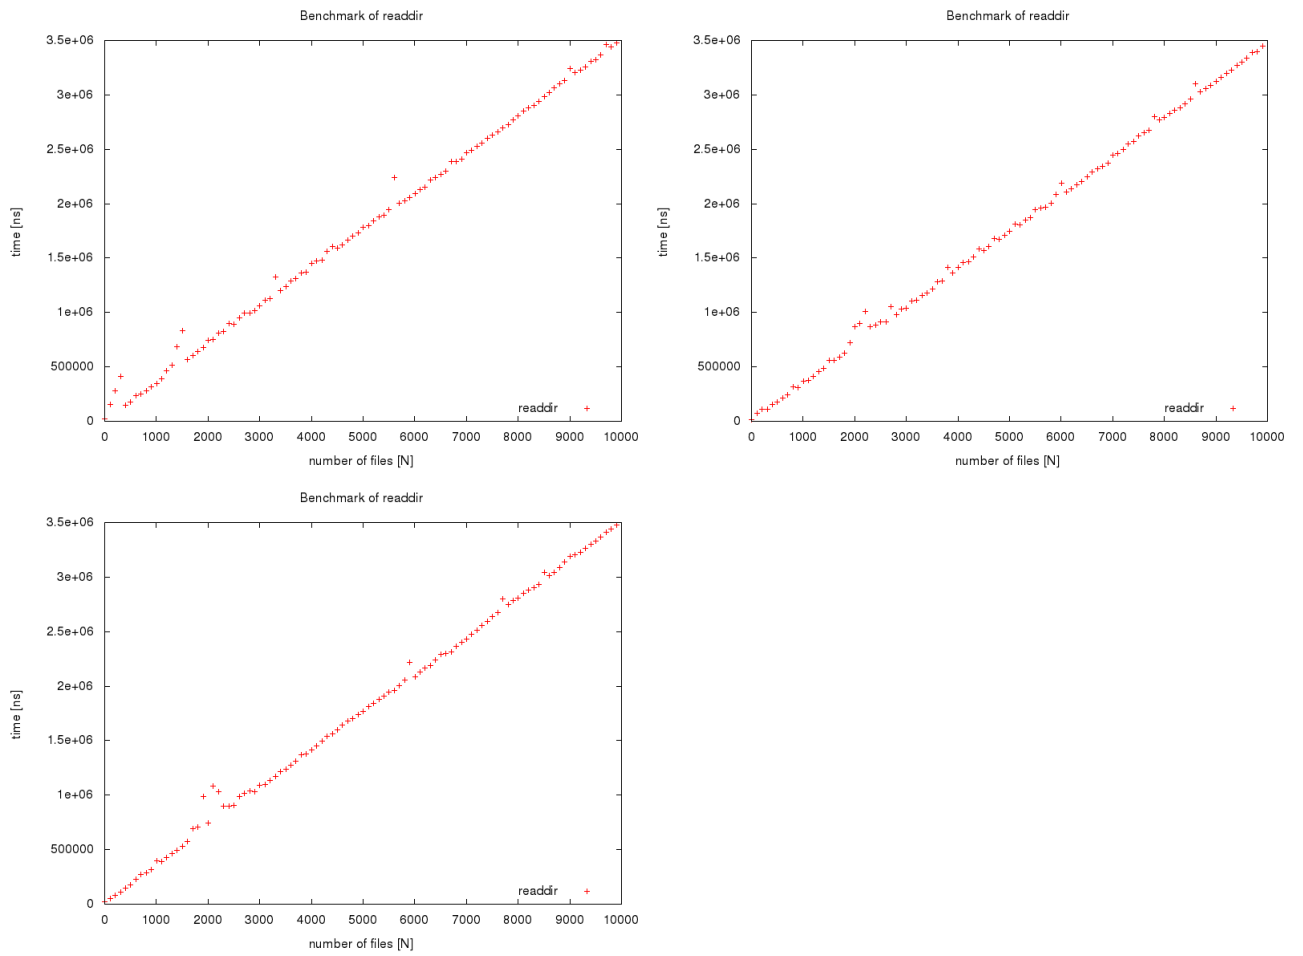 Benchmark of readdir
3.5e+06
3e+06
2.5e+06
2e+06
1.5e+06
1e+06
500000
0
time [ns]
readdir
0 1000 2000 3000 4000 5000 6000 7000 8000 9000 10000
number of files [N]
Benchmark of readdir
3.5e+06
3e+06
2.5e+06
2e+06
1.5e+06
1e+06
500000
0
time [ns]
readdir
0 1000 2000 3000 4000 5000 6000 7000 8000 9000 10000
number of files [N]
Benchmark of readdir
3.5e+06
3e+06
2.5e+06
2e+06
1.5e+06
1e+06
500000
0
time [ns]
readdir
0 1000 2000 3000 4000 5000 6000 7000 8000 9000 10000
number of files [N]